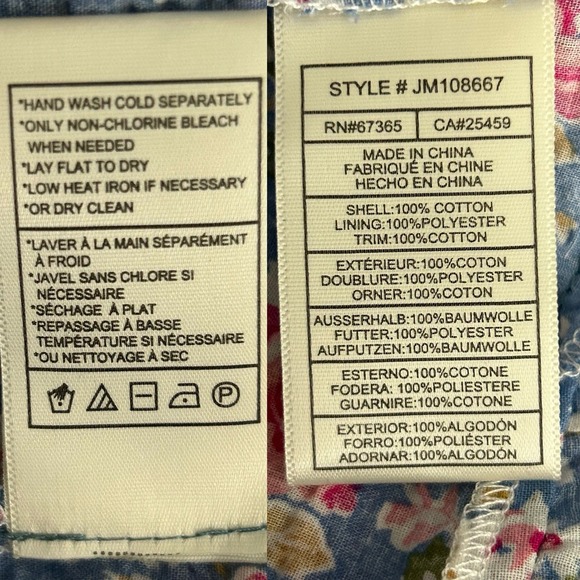 *HAND WASH COLD SEPARATELY
*ONLY NON-CHLORINE BLEACH
WHEN NEEDED
*LAY FLAT TO DRY
*LOW HEAT IRON IF NECESSARY
*OR DRY CLEAN
*LAVER À LA MAIN SÉPARÉMENT
À FROID
*JAVEL SANS CHLORE SI
NÉCESSAIRE
*SÉCHAGE À PLAT
*REPASSAGE À BASSE
TEMPÉRATURE SI NÉCESSAIRE
*OU NETTOYAGE À SEC
P
STYLE # JM108667
RN#67365 CA#25459
MADE IN CHINA
FABRIQUÉ EN CHINE
HECHO EN CHINA
SHELL:100% COTTON
LINING:100%POLYESTER
TRIM:100%COTTON
EXTÉRIEUR:100%COTON
DOUBLURE:100%POLYESTER
ORNER:100%COTON
AUSSERHALB:100%BAUMWOLLE
FUTTER:100%POLYESTER
AUFPUTZEN:100%BAUMWOLLE
ESTERNO:100%COTONE
FODERA:100%POLIESTERE
GUARNIRE:100%COTONE
EXTERIOR:100%ALGODÓN
FORRO:100%POLIÉSTER
ADORNAR:100%ALGODÓN